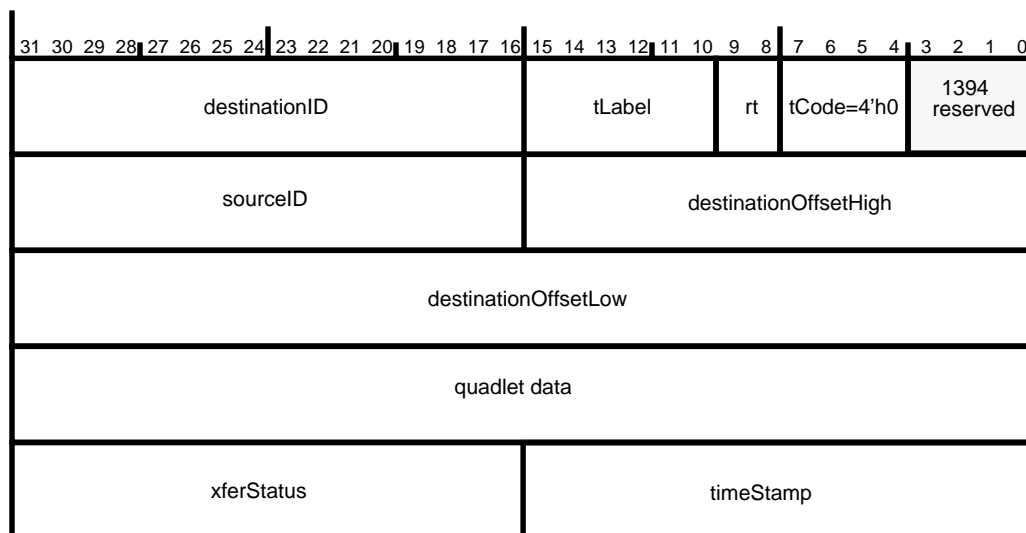 31 30 29 28 27 26 25 24 23 22 21 20 19 18 17 16 15 14 13 12 11 10 9 8 7 6 5 4 3 2 1 0
destinationID tLabel rt tCode=4’h0 1394
reserved
sourceID destinationOffsetHigh
destinationOffsetLow
quadlet data
xferStatus timeStamp